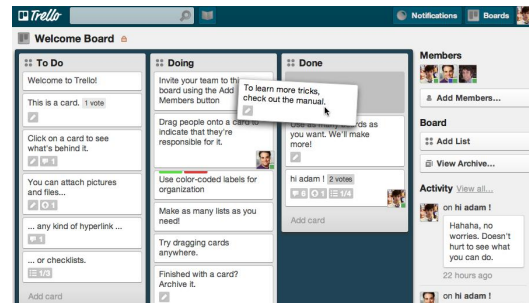 Trello
Notifications
Boards
Welcome Board
To Do
Welcome to Trello!
This is a card. 1 vote
Click on a card to see
what's behind it.
1
You can attach pictures
and files...
1
... any kind of hyperlink ...
1
... or checklists.
1/3
Add card
Doing
Invite your team to this
board using the Add
Members button
Drag people onto a card to
indicate that they're
responsible for it.
Use color-coded labels for
organization
Make as many lists as you
need!
Try dragging cards
anywhere.
Finished with a card?
Archive it.
Done
To learn more tricks,
check out the manual.
Use as many boards as
you want. We'll make
more!
hi adam ! 2 votes
6 1 1/4
Add card
Members
Add Members...
Board
Add List
View Archive...
Activity View all...
on hi adam !
Hahaha, no
worries. Doesn't
hurt to see what
you can do.
22 hours ago
on hi adam !